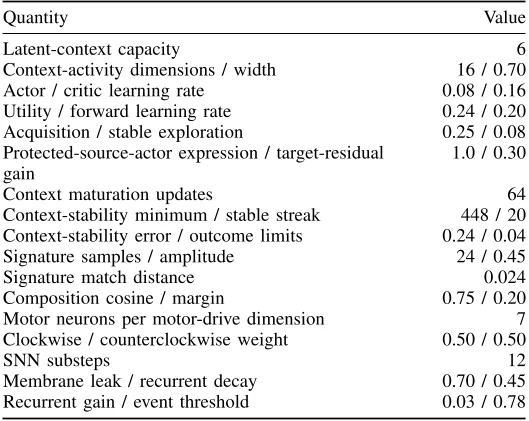 Quantity Value
Latent-context capacity 6
Context-activity dimensions / width 16 / 0.70
Actor / critic learning rate 0.08 / 0.16
Utility / forward learning rate 0.24 / 0.20
Acquisition / stable exploration 0.25 / 0.08
Protected-source-actor expression / target-residual 1.0 / 0.30
gain
Context maturation updates 64
Context-stability minimum / stable streak 448 / 20
Context-stability error / outcome limits 0.24 / 0.04
Signature samples / amplitude 24 / 0.45
Signature match distance 0.024
Composition cosine / margin 0.75 / 0.20
Motor neurons per motor-drive dimension 7
Clockwise / counterclockwise weight 0.50 / 0.50
SNN substeps 12
Membrane leak / recurrent decay 0.70 / 0.45
Recurrent gain / event threshold 0.03 / 0.78